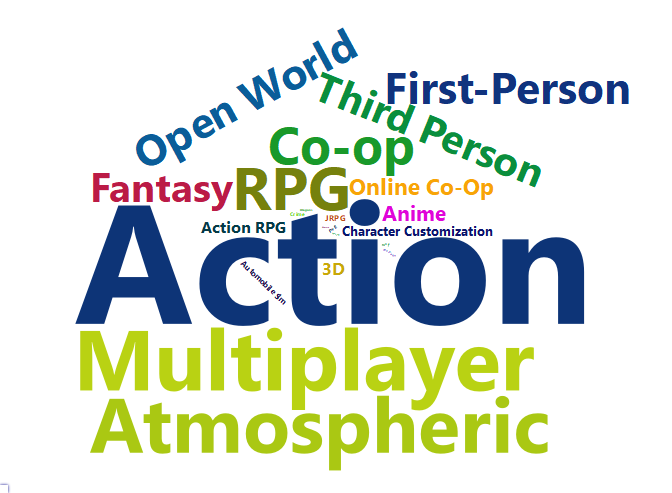 Open World
Third Person
First-Person
Co-op
Fantasy
RPG
Online Co-Op
JRPG
Anime
Action RPG
Character Customization
Action
3D
Automobile Sim
Multiplayer
Atmospheric